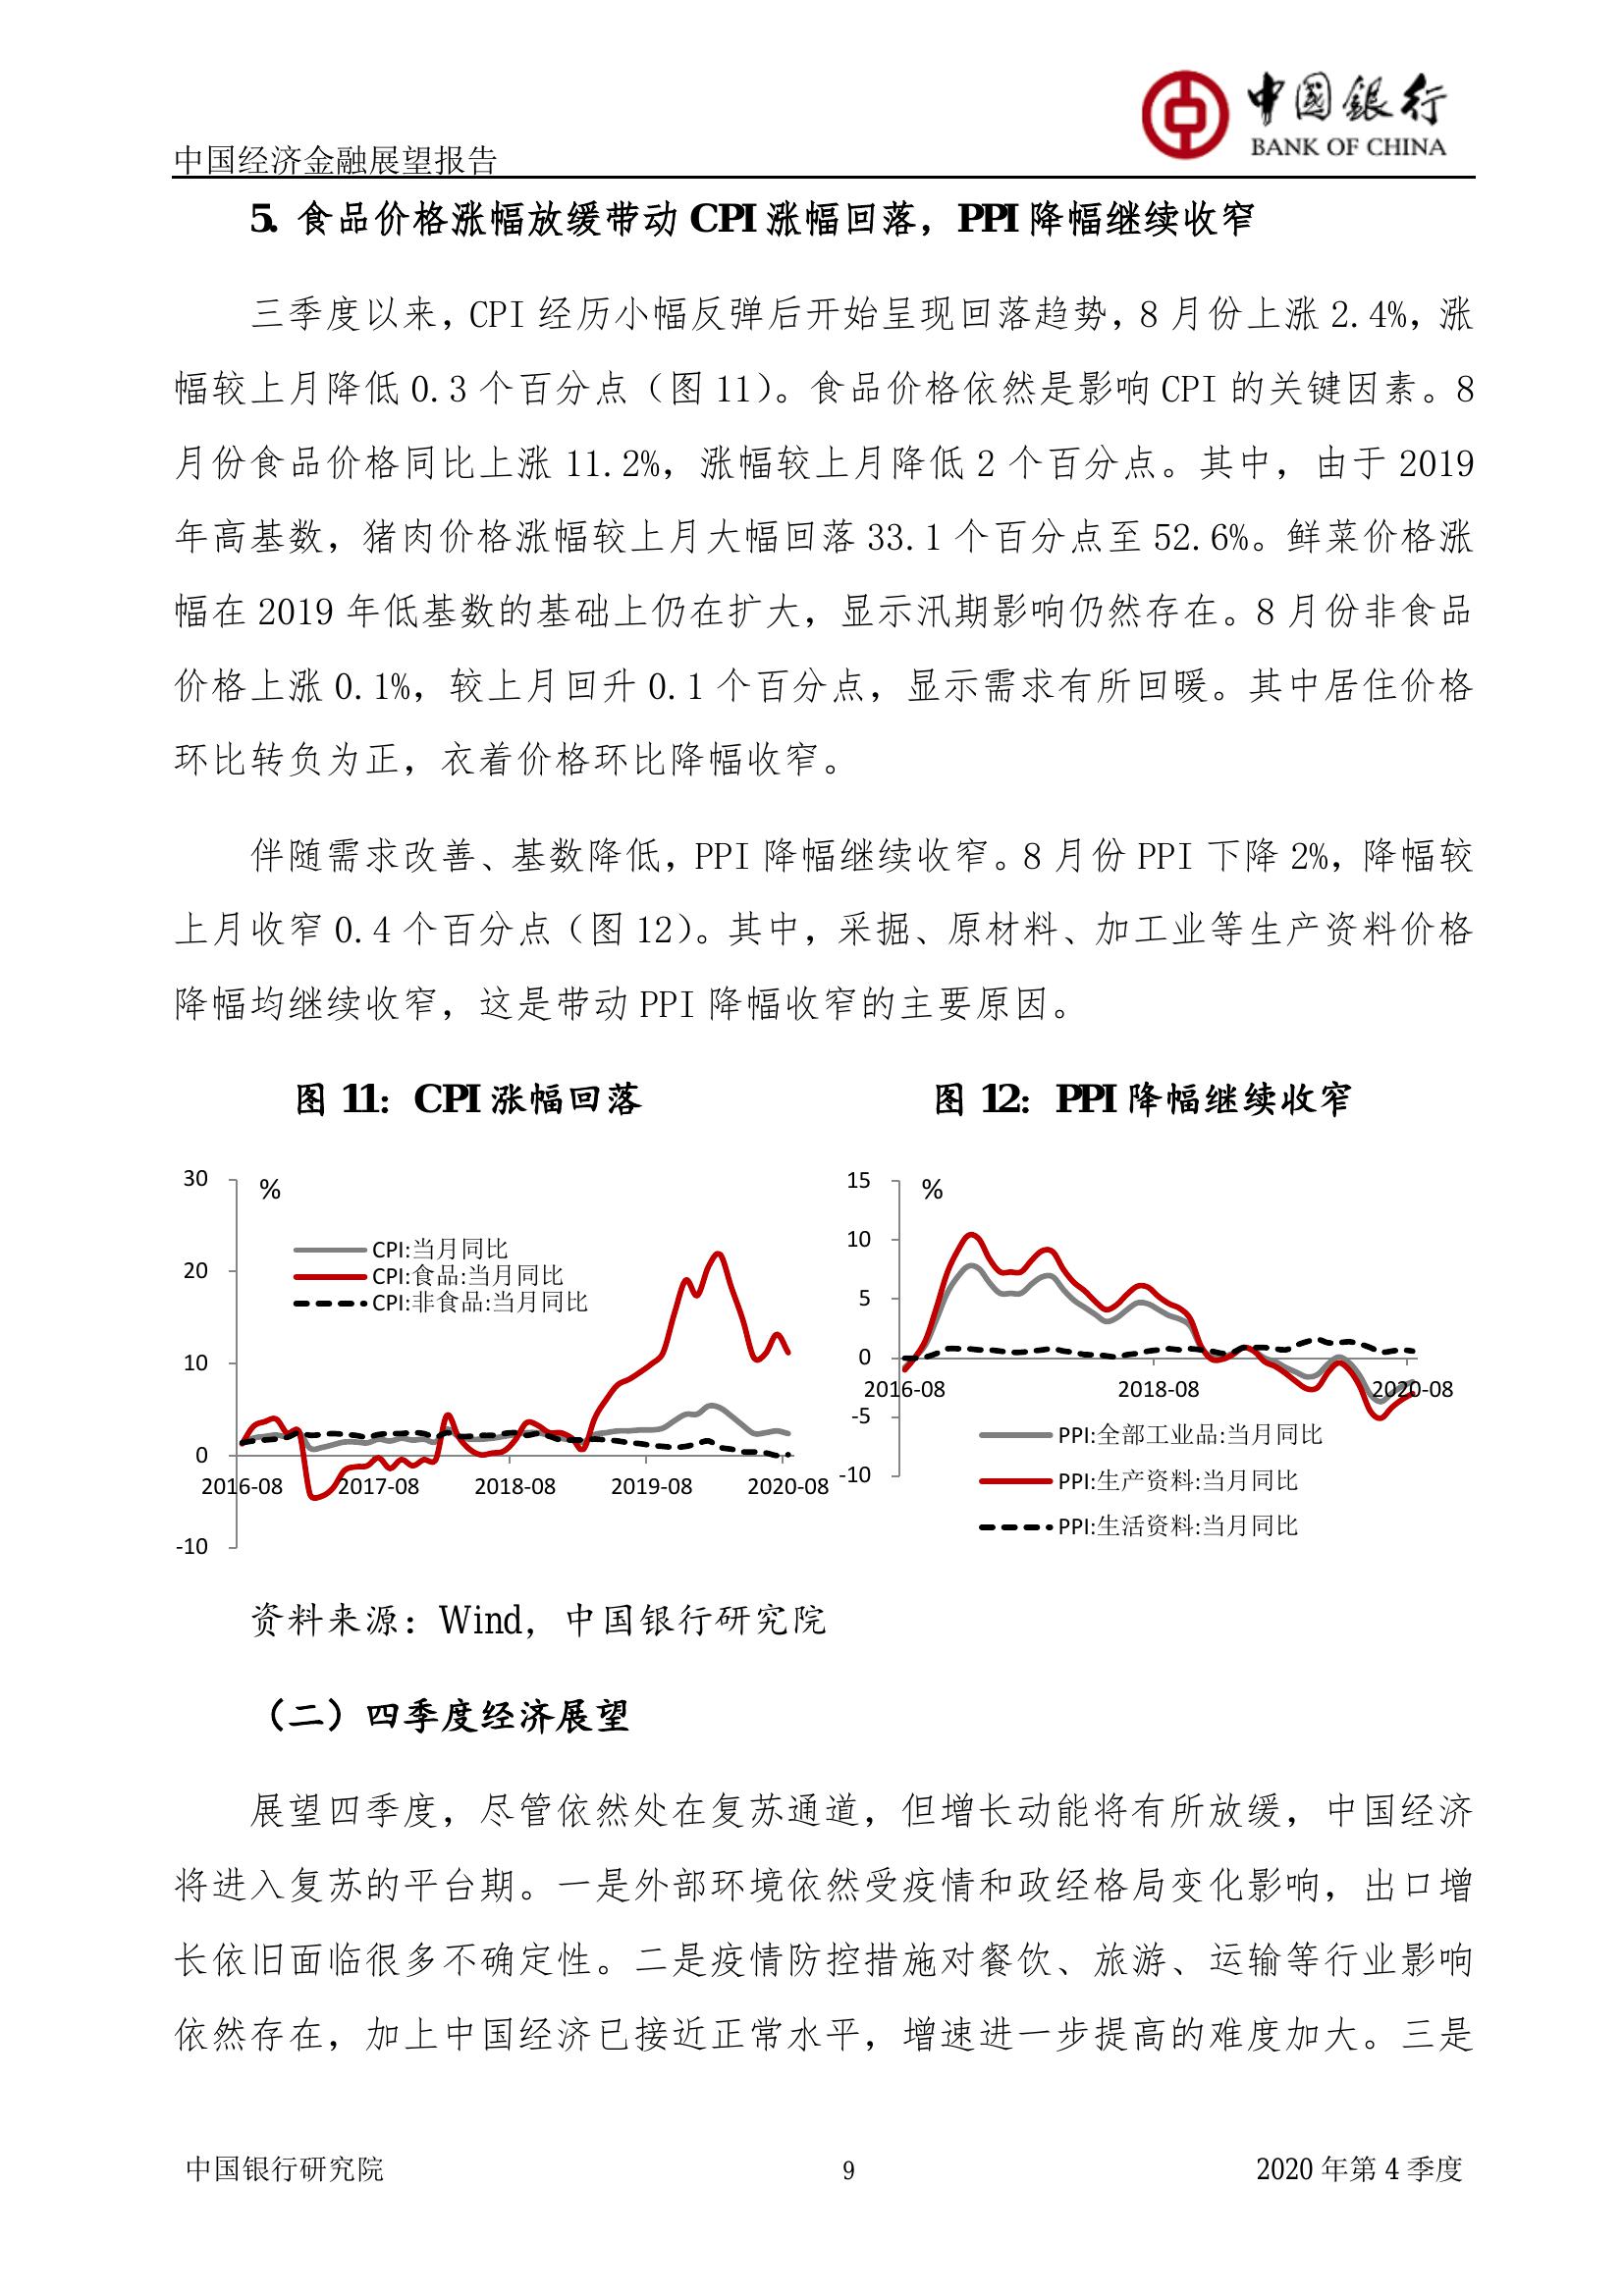 中国银行
BANK OF CHINA
中国经济金融展望报告
5. 食品价格涨幅放缓带动 CPI 涨幅回落，PPI 降幅继续收窄
三季度以来，CPI 经历小幅反弹后开始呈现回落趋势，8 月份上涨 2.4%，涨
幅较上月降低 0.3 个百分点（图 11）。食品价格依然是影响 CPI 的关键因素。8
月份食品价格同比上涨 11.2%，涨幅较上月降低 2 个百分点。其中，由于 2019
年高基数，猪肉价格涨幅较上月大幅回落 33.1 个百分点至 52.6%。鲜菜价格涨
幅在 2019 年低基数的基础上仍在扩大，显示汛期影响仍然存在。8 月份非食品
价格上涨 0.1%，较上月回升 0.1 个百分点，显示需求有所回暖。其中居住价格
环比转负为正，衣着价格环比降幅收窄。
伴随需求改善、基数降低，PPI 降幅继续收窄。8 月份 PPI 下降 2%，降幅较
上月收窄 0.4 个百分点（图 12）。其中，采掘、原材料、加工业等生产资料价格
降幅均继续收窄，这是带动 PPI 降幅收窄的主要原因。
图 11：CPI 涨幅回落
30
%
CPI:当月同比
20
CPI:食品:当月同比
CPI:非食品:当月同比
10
0
2016-08 2017-08 2018-08 2019-08 2020-08
-10
图 12：PPI 降幅继续收窄
15
%
10
5
0
2016-08 2018-08 2020-08
-5
PPI:全部工业品:当月同比
-10
PPI:生产资料:当月同比
PPI:生活资料:当月同比
资料来源：Wind，中国银行研究院
（二）四季度经济展望
展望四季度，尽管依然处在复苏通道，但增长动能将有所放缓，中国经济
将进入复苏的平台期。一是外部环境依然受疫情和政经格局变化影响，出口增
长依旧面临很多不确定性。二是疫情防控措施对餐饮、旅游、运输等行业影响
依然存在，加上中国经济已接近正常水平，增速进一步提高的难度加大。三是
中国银行研究院 9 2020 年第 4 季度